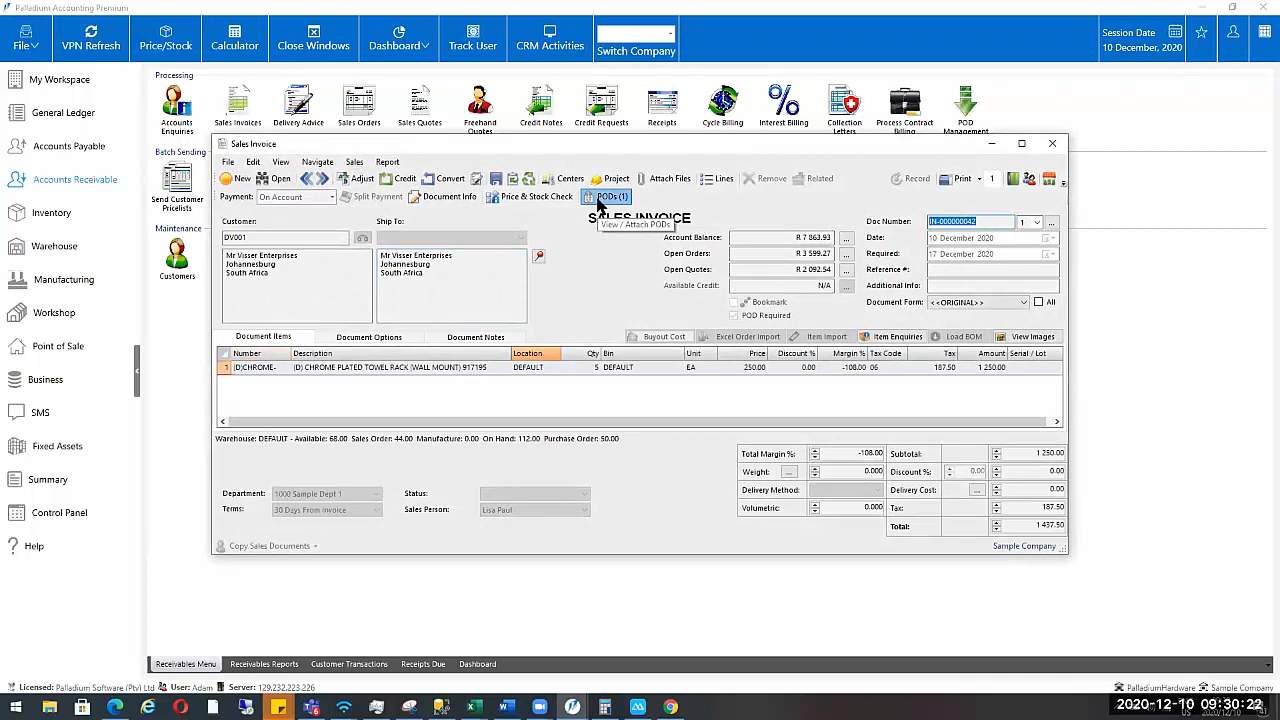 Palladium Accounting Premium
File
VPN Refresh
Price/Stock
Calculator
Close Windows
Dashboard
Track User
CRM Activities
Switch Company
Session Date
10 December, 2020
My Workspace
General Ledger
Accounts Payable
Accounts Receivable
Inventory
Warehouse
Manufacturing
Workshop
Point of Sale
Business
SMS
Fixed Assets
Summary
Control Panel
Help
Processing
Accounts Enquiries
Sales Invoices
Delivery Advice
Sales Orders
Sales Quotes
Freehand Quotes
Credit Notes
Credit Requests
Receipts
Cycle Billing
Interest Billing
Collection Letters
Process Contract Billing
POD Management
Batch Sending
Send Customer Pricelists
Maintenance
Customers
Sales Invoice
File Edit View Navigate Sales Report
New Open Adjust Credit Convert Centers Project Attach Files Lines Remove Related Record Print 1
Payment: On Account Split Payment Document Info Price & Stock Check PODs (1)
SALES INVOICE
View / Attach PODs
Customer:
DV001
Mr Visser Enterprises
Johannesburg
South Africa
Ship To:
Mr Visser Enterprises
Johannesburg
South Africa
Account Balance: R 7 863.93 ...
Open Orders: R 3 599.27 ...
Open Quotes: R 2 092.54 ...
Available Credit: N/A ...
Bookmark
POD Required
Doc Number: IN-000000042 1 ...
Date: 10 December 2020
Required: 17 December 2020
Reference #:
Additional Info:
Document Form: <<ORIGINAL>> All
Document Items Document Options Document Notes Buyout Cost Excel Order Import Item Import Item Enquiries Load BOM View Images
Number Description Location Qty Bin Unit Price Discount % Margin % Tax Code Tax Amount Serial / Lot
1 (D)CHROME- (D) CHROME PLATED TOWEL RACK (WALL MOUNT) 917195 DEFAULT 5 DEFAULT EA 250.00 0.00 -108.00 06 187.50 1 250.00
Warehouse: DEFAULT - Available: 68.00 Sales Order: 44.00 Manufacture: 0.00 On Hand: 112.00 Purchase Order: 50.00
Department: 1000 Sample Dept 1
Terms: 30 Days From Invoice
Status:
Sales Person: Lisa Paul
Total Margin %: -108.00
Weight: ... 0.000
Delivery Method:
Volumetric: 0.000
Subtotal: 1 250.00
Discount %: 0.00 0.00
Delivery Cost: ... 0.00
Tax: 187.50
Total: 1 437.50
Copy Sales Documents
Sample Company
Receivables Menu Receivables Reports Customer Transactions Receipts Due Dashboard
Licensed: Palladium Software (Pty) Ltd User: Adam Server: 129.232.223.226
PalladiumHardware Sample Company
2020-12-10 09:30:22